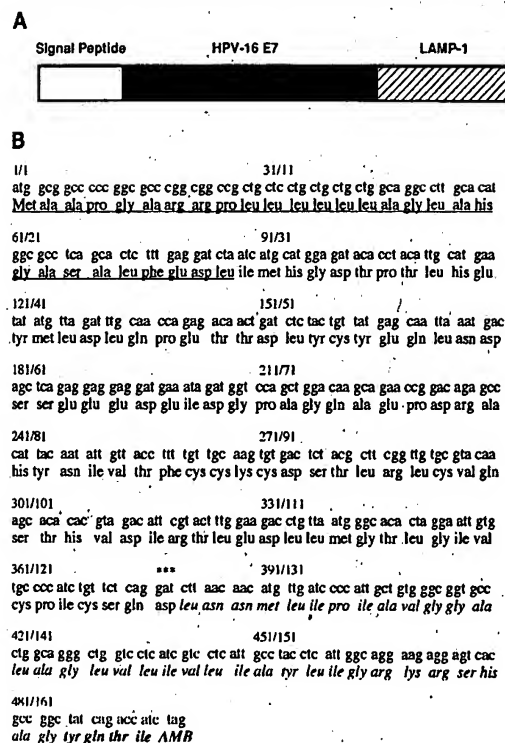 A
Signal Peptide HPV-16 E7 LAMP-1
B
1/1 31/11
atg gcg gcc ccc ggc gcc cgg cgg ccg ctg ctc ctg ctg ctg ctg gca ggc ctt gca cat
Met ala ala pro gly ala arg arg pro leu leu leu leu leu leu ala gly leu ala his
61/21 91/31
ggc gcc tca gca ctc ttt gag gat cta atc atg cat gga gat aca cct aca ttg cat gaa
gly ala ser ala leu phe glu asp leu ile met his gly asp thr pro thr leu his glu
121/41 151/51
tat atg tta gat ttg caa cca gag aca act gat ctc tac tgt tat gag caa tta aat gac
tyr met leu asp leu gln pro glu thr thr asp leu tyr cys tyr glu gln leu asn asp
181/61 211/71
agc tca gag gag gag gat gaa ata gat ggt cca gct gga caa gca gaa ccg gac aga gcc
ser ser glu glu glu asp glu ile asp gly pro ala gly gln ala glu pro asp arg ala
241/81 271/91
cat tac aat att gtt acc ttt tgt tgc aag tgt gac tct acg ctt cgg ttg tgc gta caa
his tyr asn ile val thr phe cys cys lys cys asp ser thr leu arg leu cys val gln
301/101 331/111
agc aca cac gta gac att cgt act ttg gaa gac ctg tta atg ggc aca cta gga att gtg
ser thr his val asp ile arg thr leu glu asp leu leu met gly thr leu gly ile val
361/121 *** 391/131
tgc ccc atc tgt tct cag gat ctt aac aac atg ttg atc ccc att gct gtg ggc ggt gcc
cys pro ile cys ser gln asp leu asn asn met leu ile pro ile ala val gly gly ala
421/141 451/151
ctg gca ggg ctg gtc ctc atc gtc ctc att gcc tac ctc att ggc agg aag agg agt cac
leu ala gly leu val leu ile val leu ile ala tyr leu ile gly arg lys arg ser his
481/161
gcc ggc tat cag acc atc tag
ala gly tyr gln thr ile AMB